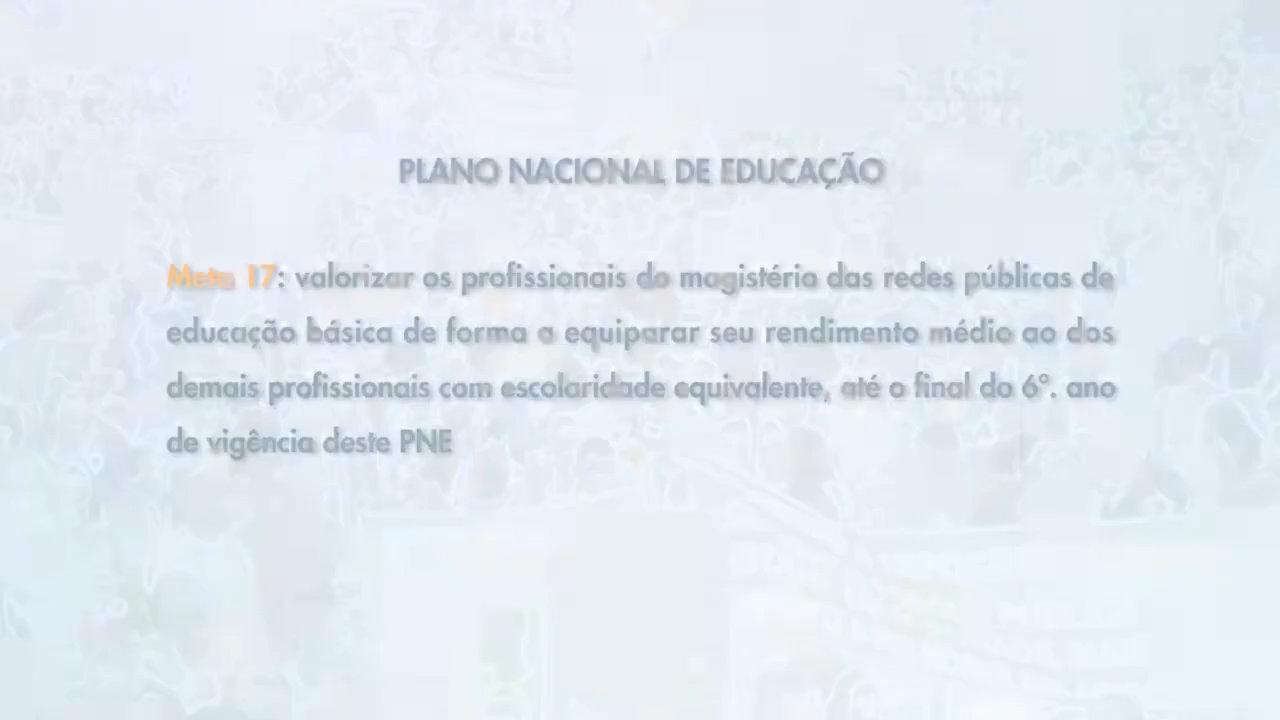 PLANO NACIONAL DE EDUCAÇÃO
Meta 17: valorizar os profissionais do magistério das redes públicas de
educação básica de forma a equiparar seu rendimento médio ao dos
demais profissionais com escolaridade equivalente, até o final do 6º. ano
de vigência deste PNE